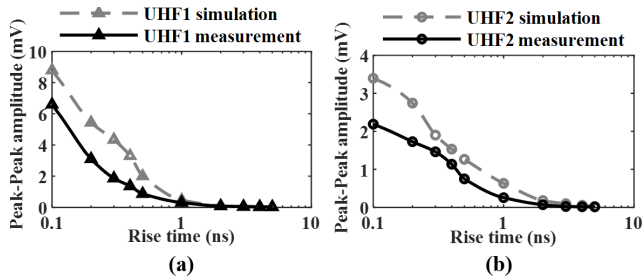 UHF1 simulation
UHF1 measurement
Peak-Peak amplitude (mV)
10
8
6
4
2
0
0.1
1
10
Rise time (ns)
(a)
UHF2 simulation
UHF2 measurement
Peak-Peak amplitude (mV)
4
3
2
1
0
0.1
1
10
Rise time (ns)
(b)